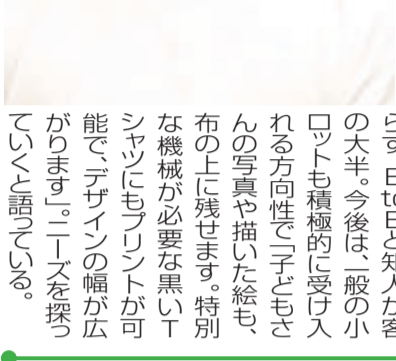 らす。BtoBと知人が客
の大半。今後は、一般の小
ロットも積極的に受け入
れる方向性で「子どもさ
んの写真や描いた絵も、
布の上に残せます。特別
な機械が必要な黒いT
シャツにもプリントが可
能で、デザインの幅が広
がります」。ニーズを探っ
ていくと語っている。